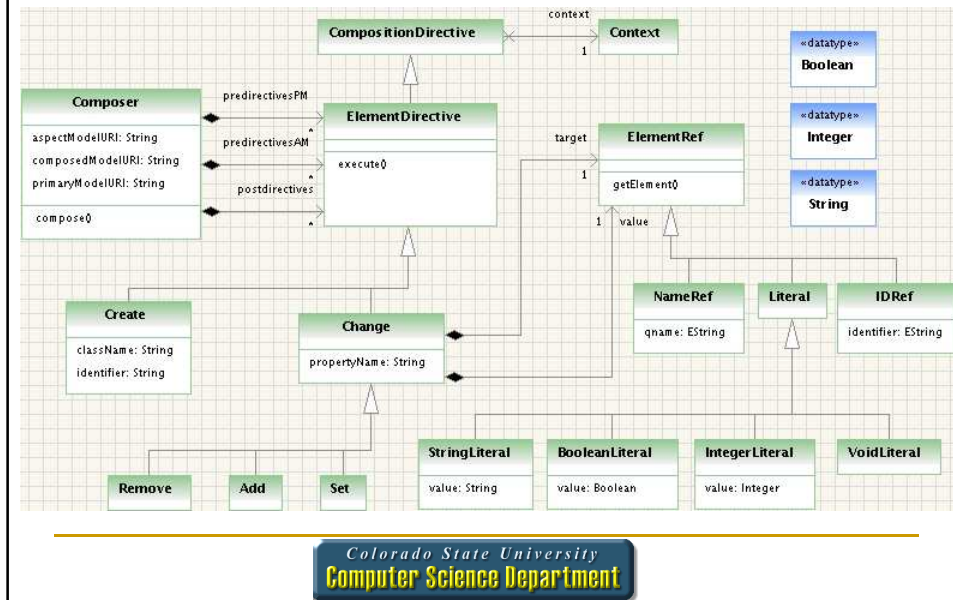 context
CompositionDirective
Context
1
«datatype»
Boolean
Composer
aspectModelURI: String
composedModelURI: String
primaryModelURI: String
compose()
predirectivesPM
*
predirectivesAM
*
postdirectives
*
ElementDirective
execute()
target
1
ElementRef
getElement()
1 value
«datatype»
Integer
«datatype»
String
Create
className: String
identifier: String
Change
propertyName: String
NameRef
qname: EString
Literal
IDRef
identifier: EString
Remove
Add
Set
StringLiteral
value: String
BooleanLiteral
value: Boolean
IntegerLiteral
value: Integer
VoidLiteral
Colorado State University
Computer Science Department